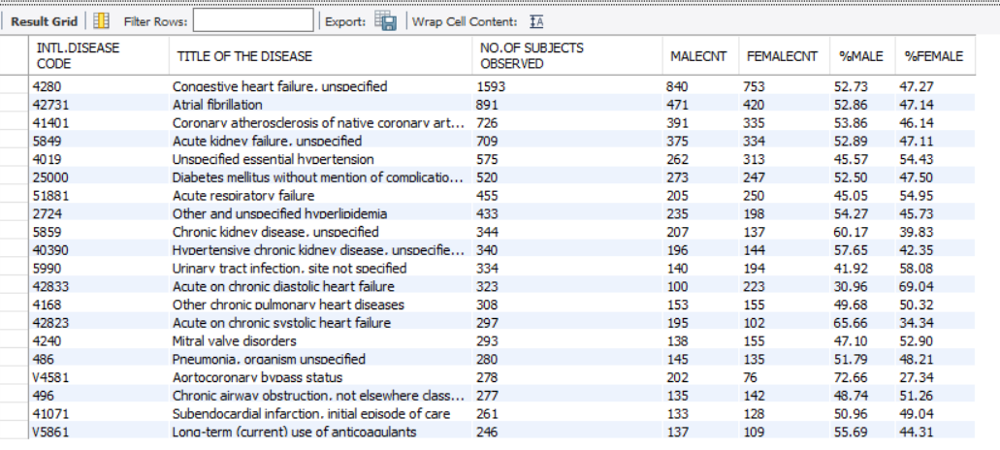 Result Grid Filter Rows: Export: Wrap Cell Content: IA
INTL.DISEASE CODE TITLE OF THE DISEASE NO.OF SUBJECTS OBSERVED MALECNT FEMALECNT %MALE %FEMALE
4280 Congestive heart failure, unspecified 1593 840 753 52.73 47.27
42731 Atrial fibrillation 891 471 420 52.86 47.14
41401 Coronary atherosclerosis of native coronary art... 726 391 335 53.86 46.14
5849 Acute kidney failure, unspecified 709 375 334 52.89 47.11
4019 Unspecified essential hypertension 575 262 313 45.57 54.43
25000 Diabetes mellitus without mention of complicatio... 520 273 247 52.50 47.50
51881 Acute respiratory failure 455 205 250 45.05 54.95
2724 Other and unspecified hyperlipidemia 433 235 198 54.27 45.73
5859 Chronic kidney disease, unspecified 344 207 137 60.17 39.83
40390 Hypertensive chronic kidney disease, unspecifie... 340 196 144 57.65 42.35
5990 Urinary tract infection, site not specified 334 140 194 41.92 58.08
42833 Acute on chronic diastolic heart failure 323 100 223 30.96 69.04
4168 Other chronic pulmonary heart diseases 308 153 155 49.68 50.32
42823 Acute on chronic systolic heart failure 297 195 102 65.66 34.34
4240 Mitral valve disorders 293 138 155 47.10 52.90
486 Pneumonia, organism unspecified 280 145 135 51.79 48.21
V4581 Aortocoronary bypass status 278 202 76 72.66 27.34
496 Chronic airway obstruction, not elsewhere class... 277 135 142 48.74 51.26
41071 Subendocardial infarction, initial episode of care 261 133 128 50.96 49.04
V5861 Long-term (current) use of anticoagulants 246 137 109 55.69 44.31